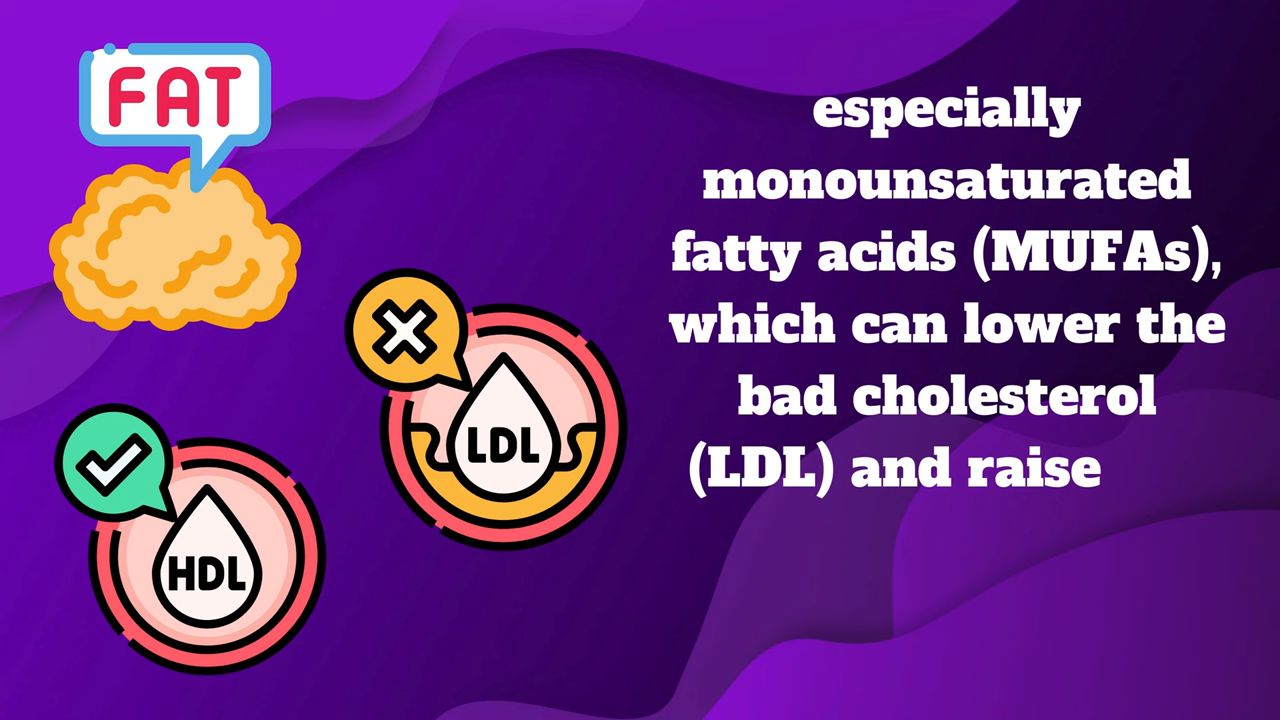 FAT
especially
monounsaturated
fatty acids (MUFAs),
which can lower the
bad cholesterol
(LDL) and raise
LDL
HDL